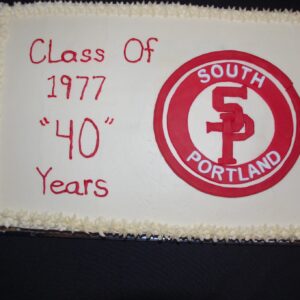 CLass Of
1977
"40"
Years
SOUTH
SP
PORTLAND